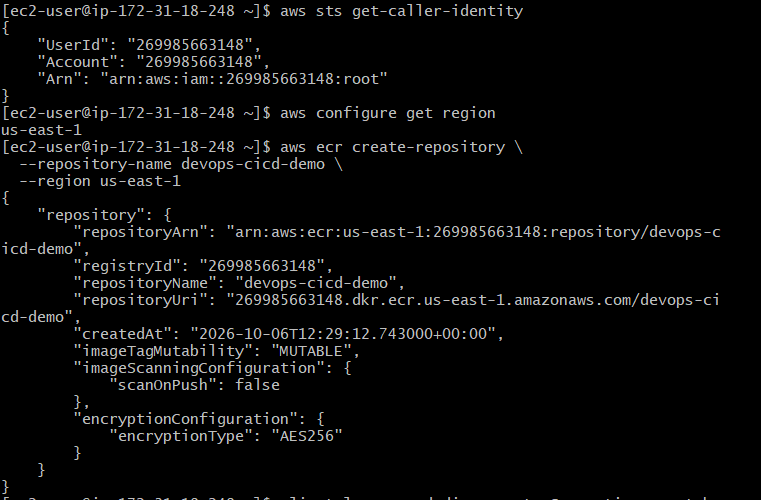 [ec2-user@ip-172-31-18-248 ~]$ aws sts get-caller-identity
{
    "UserId": "269985663148",
    "Account": "269985663148",
    "Arn": "arn:aws:iam::269985663148:root"
}
[ec2-user@ip-172-31-18-248 ~]$ aws configure get region
us-east-1
[ec2-user@ip-172-31-18-248 ~]$ aws ecr create-repository \
  --repository-name devops-cicd-demo \
  --region us-east-1
{
    "repository": {
        "repositoryArn": "arn:aws:ecr:us-east-1:269985663148:repository/devops-c
icd-demo",
        "registryId": "269985663148",
        "repositoryName": "devops-cicd-demo",
        "repositoryUri": "269985663148.dkr.ecr.us-east-1.amazonaws.com/devops-ci
cd-demo",
        "createdAt": "2026-10-06T12:29:12.743000+00:00",
        "imageTagMutability": "MUTABLE",
        "imageScanningConfiguration": {
            "scanOnPush": false
        },
        "encryptionConfiguration": {
            "encryptionType": "AES256"
        }
    }
}